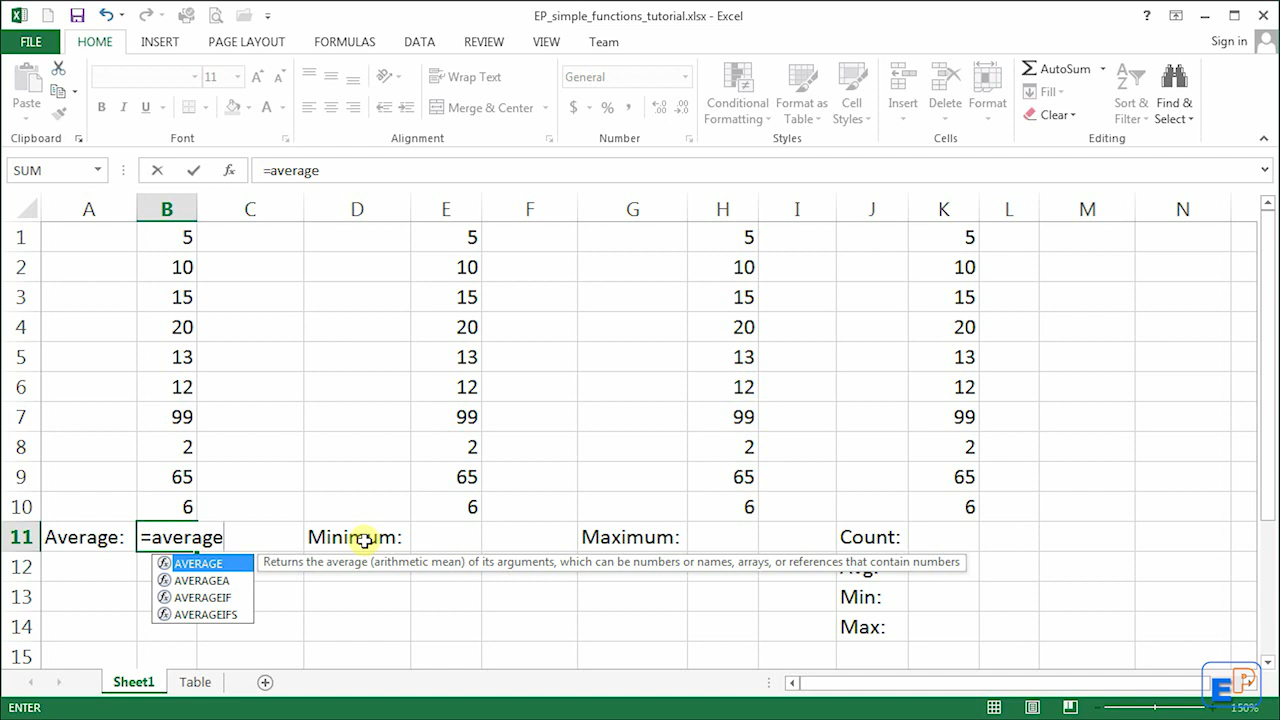 EP_simple_functions_tutorial.xlsx - Excel
?
FILE HOME INSERT PAGE LAYOUT FORMULAS DATA REVIEW VIEW Team Sign in
Paste
11
B I U
A A
Wrap Text
Merge & Center
General
$ % ,
Conditional Formatting
Format as Table
Cell Styles
Insert
Delete
Format
Σ AutoSum
Fill
Clear
Sort & Filter
Find & Select
Clipboard Font Alignment Number Styles Cells Editing
SUM fx =average
A B C D E F G H I J K L M N
1 5 5 5 5
2 10 10 10 10
3 15 15 15 15
4 20 20 20 20
5 13 13 13 13
6 12 12 12 12
7 99 99 99 99
8 2 2 2 2
9 65 65 65 65
10 6 6 6 6
11 Average: =average Minimum: Maximum: Count:
AVERAGE Returns the average (arithmetic mean) of its arguments, which can be numbers or names, arrays, or references that contain numbers
12 Avg:
AVERAGEA
13 AVERAGEIF Min:
AVERAGEIFS
14 Max:
15
Sheet1 Table
EP
ENTER 150%